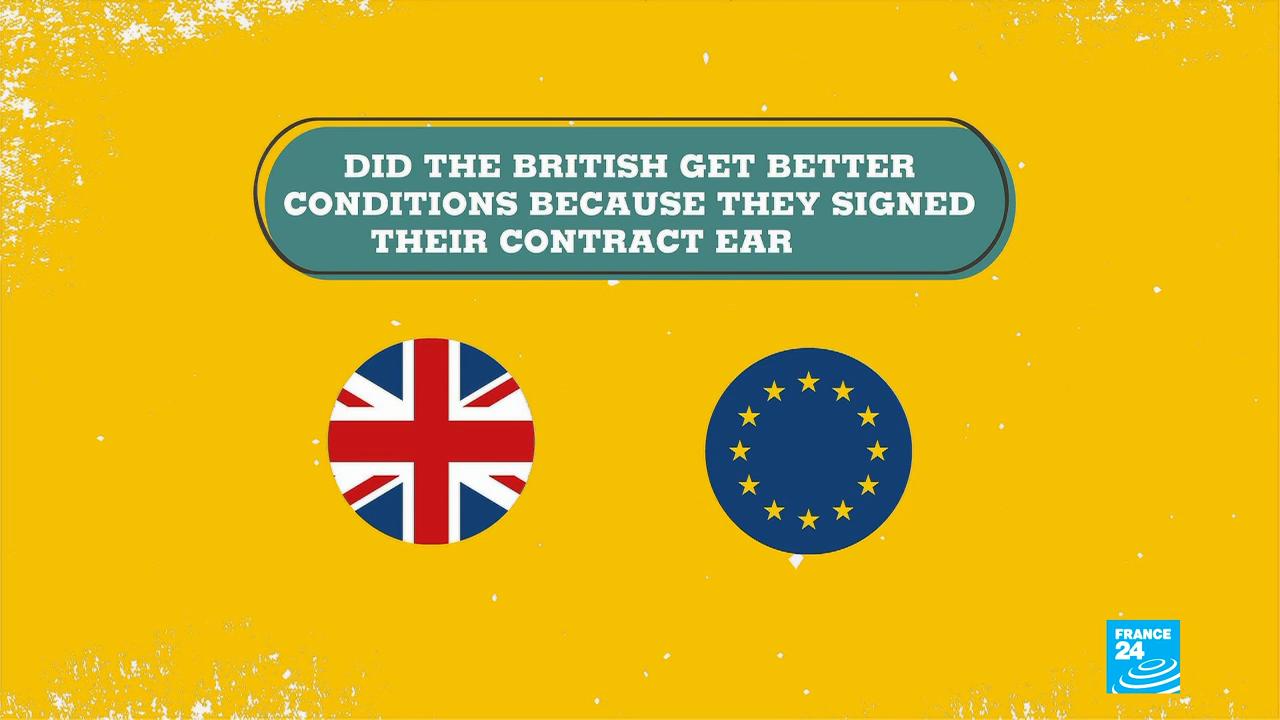 DID THE BRITISH GET BETTER
CONDITIONS BECAUSE THEY SIGNED
THEIR CONTRACT EAR
FRANCE
24